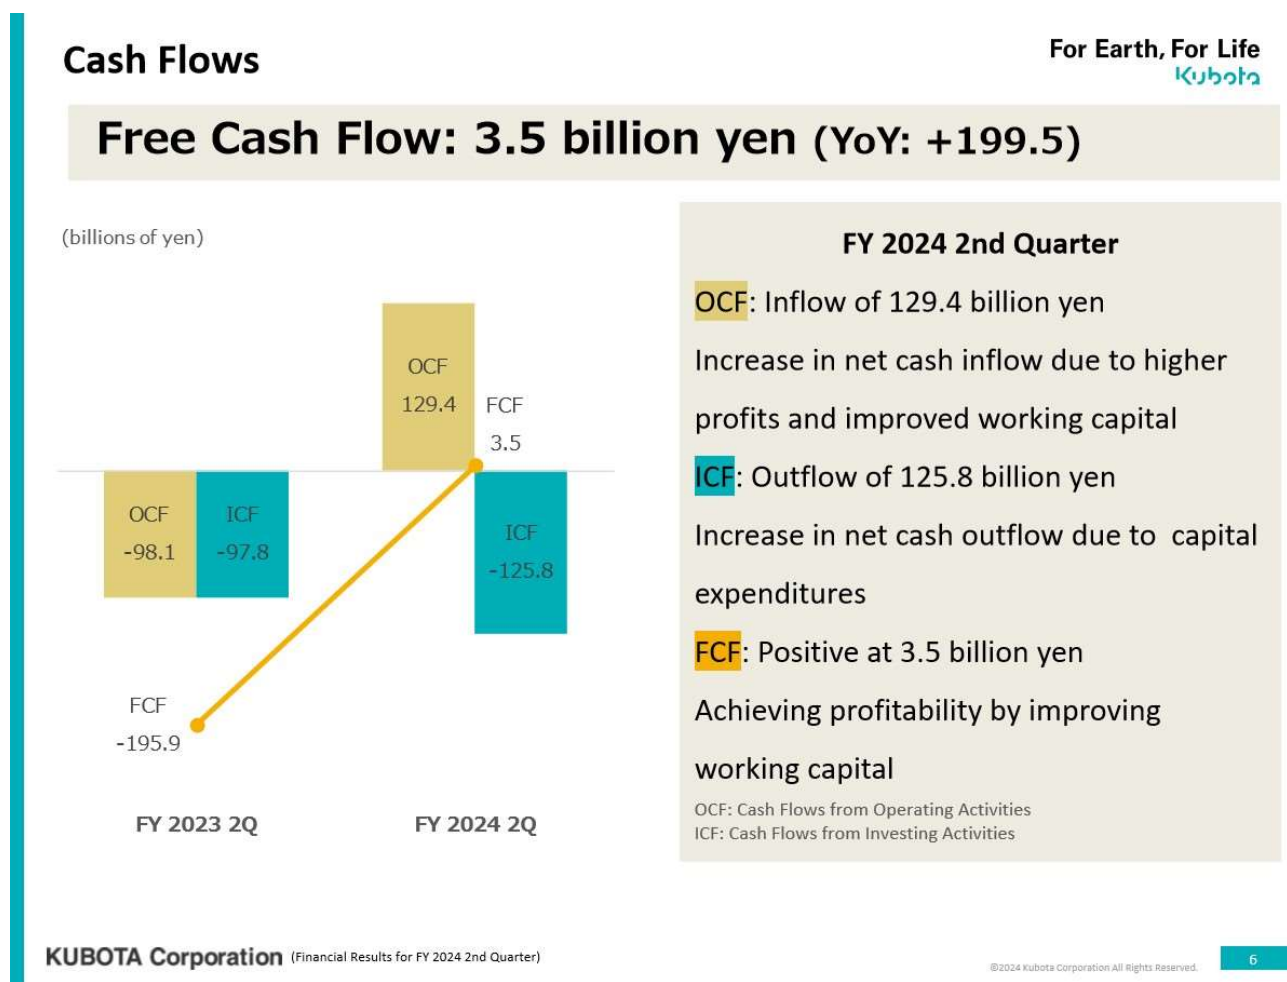 Cash Flows
For Earth, For Life
Kubota
Free Cash Flow: 3.5 billion yen (YoY: +199.5)
(billions of yen)
OCF
129.4
FCF
3.5
OCF
-98.1
ICF
-97.8
ICF
-125.8
FCF
-195.9
FY 2023 2Q
FY 2024 2Q
FY 2024 2nd Quarter
OCF: Inflow of 129.4 billion yen
Increase in net cash inflow due to higher
profits and improved working capital
ICF: Outflow of 125.8 billion yen
Increase in net cash outflow due to capital
expenditures
FCF: Positive at 3.5 billion yen
Achieving profitability by improving
working capital
OCF: Cash Flows from Operating Activities
ICF: Cash Flows from Investing Activities
KUBOTA Corporation (Financial Results for FY 2024 2nd Quarter)
©2024 Kubota Corporation All Rights Reserved.
6